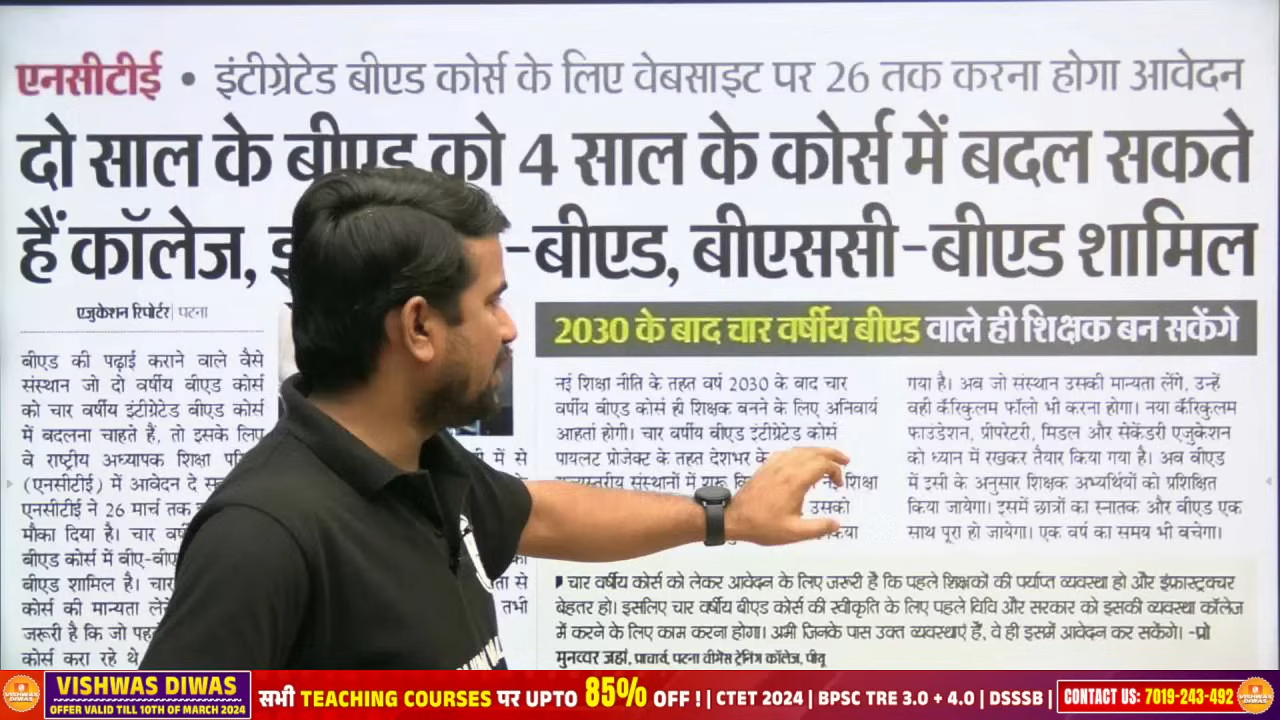 एनसीटीई • इंटीग्रेटेड बीएड कोर्स के लिए वेबसाइट पर 26 तक करना होगा आवेदन
दो साल के बीएड को 4 साल के कोर्स में बदल सकते
हैं कॉलेज, -बीएड, बीएससी-बीएड शामिल
एजुकेशन रिपोर्टर| पटना
बीएड की पढ़ाई कराने वाले वैसे
संस्थान जो दो वर्षीय बीएड कोर्स
को चार वर्षीय इंटीग्रेटेड बीएड कोर्स
में बदलना चाहते हैं, तो इसके लिए
वे राष्ट्रीय अध्यापक शिक्षा
(एनसीटीई) में आवेदन दे
एनसीटीई ने 26 मार्च तक
मौका दिया है। चार
बीएड कोर्स में
बीएड शामिल है। चार
कोर्स की मान्यता
जरूरी है कि जो
कोर्स करा रहे थे
में से
से
तभी
2030 के बाद चार वर्षीय बीएड वाले ही शिक्षक बन सकेंगे
नई शिक्षा नीति के तहत वर्ष 2030 के बाद चार
वर्षीय बीएड कोर्स ही शिक्षक बनने के लिए अनिवार्य
अहर्ता होगी। चार वर्षीय बीएड इंटीग्रेटेड कोर्स
पायलट प्रोजेक्ट के तहत देशभर के
संस्थानों में शुरू शिक्षा
उसको
गया है। अब जो संस्थान उसकी मान्यता लेंगे, उन्हें
वही कॅरिकुलम फॉलो भी करना होगा। नया कॅरिकुलम
फाउंडेशन, प्रीपरेटरी, मिडल और सेकेंडरी एजुकेशन
को ध्यान में रखकर तैयार किया गया है। अब बीएड
में इसी के अनुसार शिक्षक अभ्यर्थियों को प्रशिक्षित
किया जायेगा। इसमें छात्रों का स्नातक और बीएड एक
साथ पूरा हो जायेगा। एक वर्ष का समय भी बचेगा।
चार वर्षीय कोर्स को लेकर आवेदन के लिए जरूरी है कि पहले शिक्षकों की पर्याप्त व्यवस्था हो और इंफ्रास्ट्रक्चर
बेहतर हो। इसलिए चार वर्षीय बीएड कोर्स की स्वीकृति के लिए पहले विवि और सरकार को इसकी व्यवस्था कॉलेज
में करने के लिए काम करना होगा। अभी जिनके पास उक्त व्यवस्थाएं हैं, वे ही इसमें आवेदन कर सकेंगे। -प्रो
मुनव्वर जहां, प्राचार्य, पटना वीमेंस ट्रेनिंग कॉलेज, पीयू
VISHWAS DIWAS
OFFER VALID TILL 10TH OF MARCH 2024
सभी TEACHING COURSES पर UPTO 85% OFF ! | CTET 2024 | BPSC TRE 3.0 + 4.0 | DSSSB |
CONTACT US: 7019-243-492
VISHWAS DIWAS